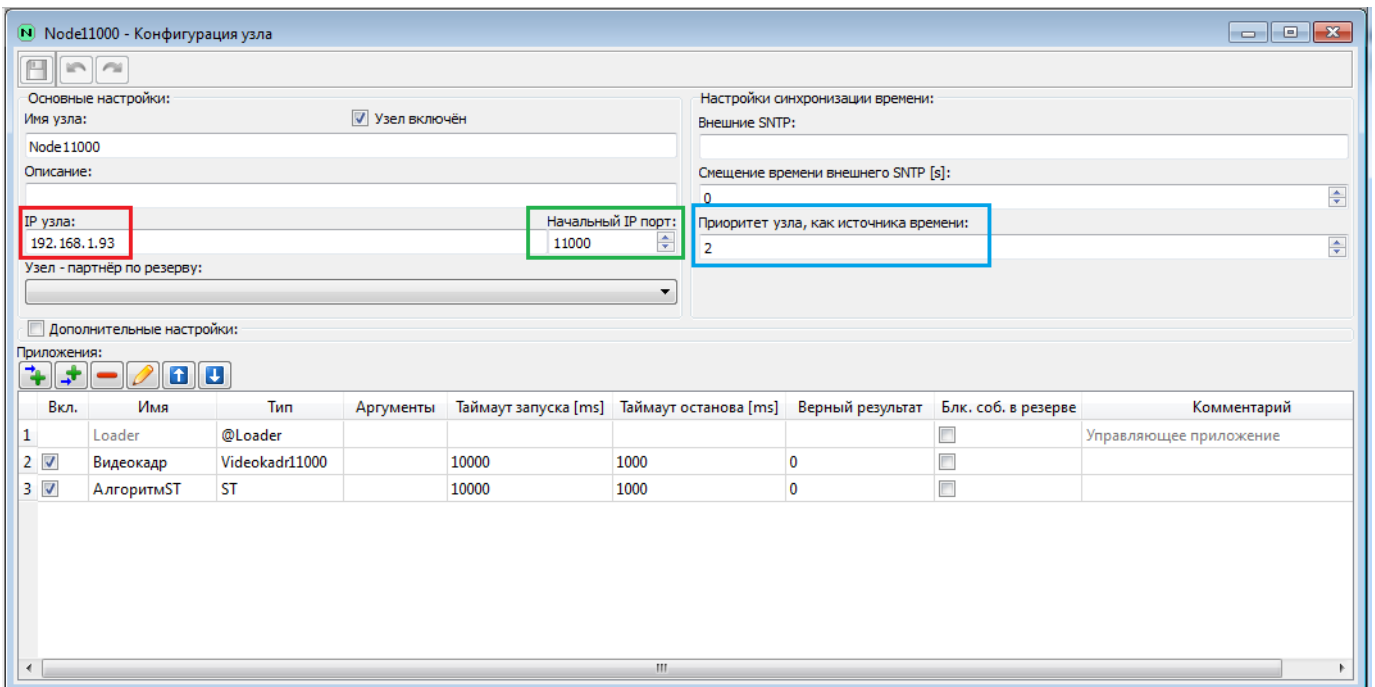 Node11000 - Конфигурация узла
Основные настройки:
Имя узла:
Узел включён
Node11000
Описание:
IP узла:
Начальный IP порт:
192.168.1.93
11000
Узел - партнёр по резерву:
Настройки синхронизации времени:
Внешние SNTP:
Смещение времени внешнего SNTP [s]:
0
Приоритет узла, как источника времени:
2
Дополнительные настройки:
Приложения:
Вкл. Имя Тип Аргументы Таймаут запуска [ms] Таймаут останова [ms] Верный результат Блк. соб. в резерве Комментарий
1 Loader @Loader Управляющее приложение
2 Видеокадр Videokadr11000 10000 1000 0
3 АлгоритмST ST 10000 1000 0